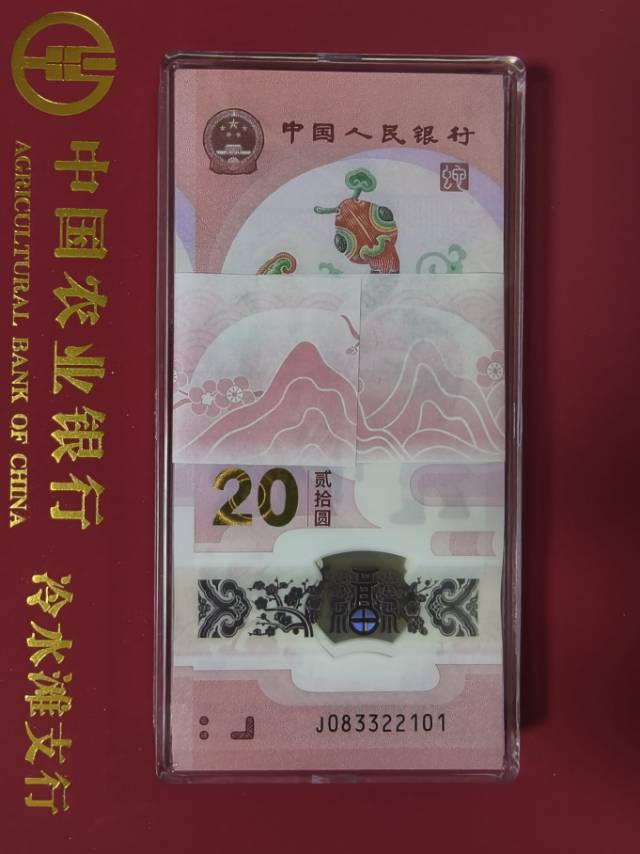 中国农业银行 冷水滩支行
AGRICULTURAL BANK OF CHINA
中国人民银行
20
贰拾圆
J083322101